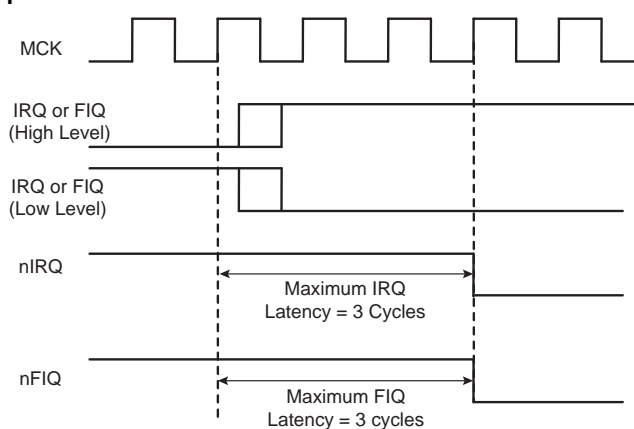 MCK
IRQ or FIQ
(High Level)
IRQ or FIQ
(Low Level)
nIRQ
Maximum IRQ
Latency = 3 Cycles
nFIQ
Maximum FIQ
Latency = 3 cycles